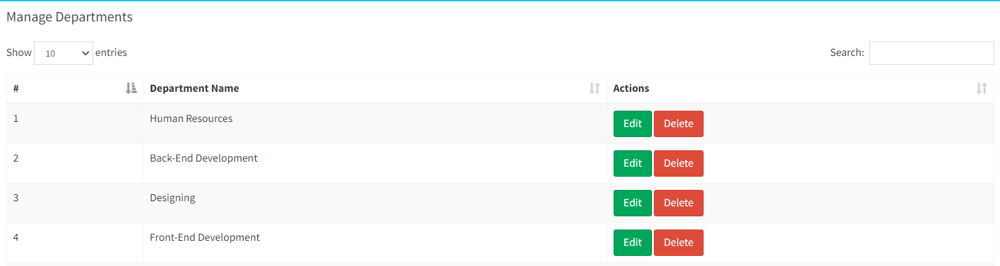 Manage Departments
Show 10 entries Search:
# Department Name Actions
1 Human Resources Edit Delete
2 Back-End Development Edit Delete
3 Designing Edit Delete
4 Front-End Development Edit Delete